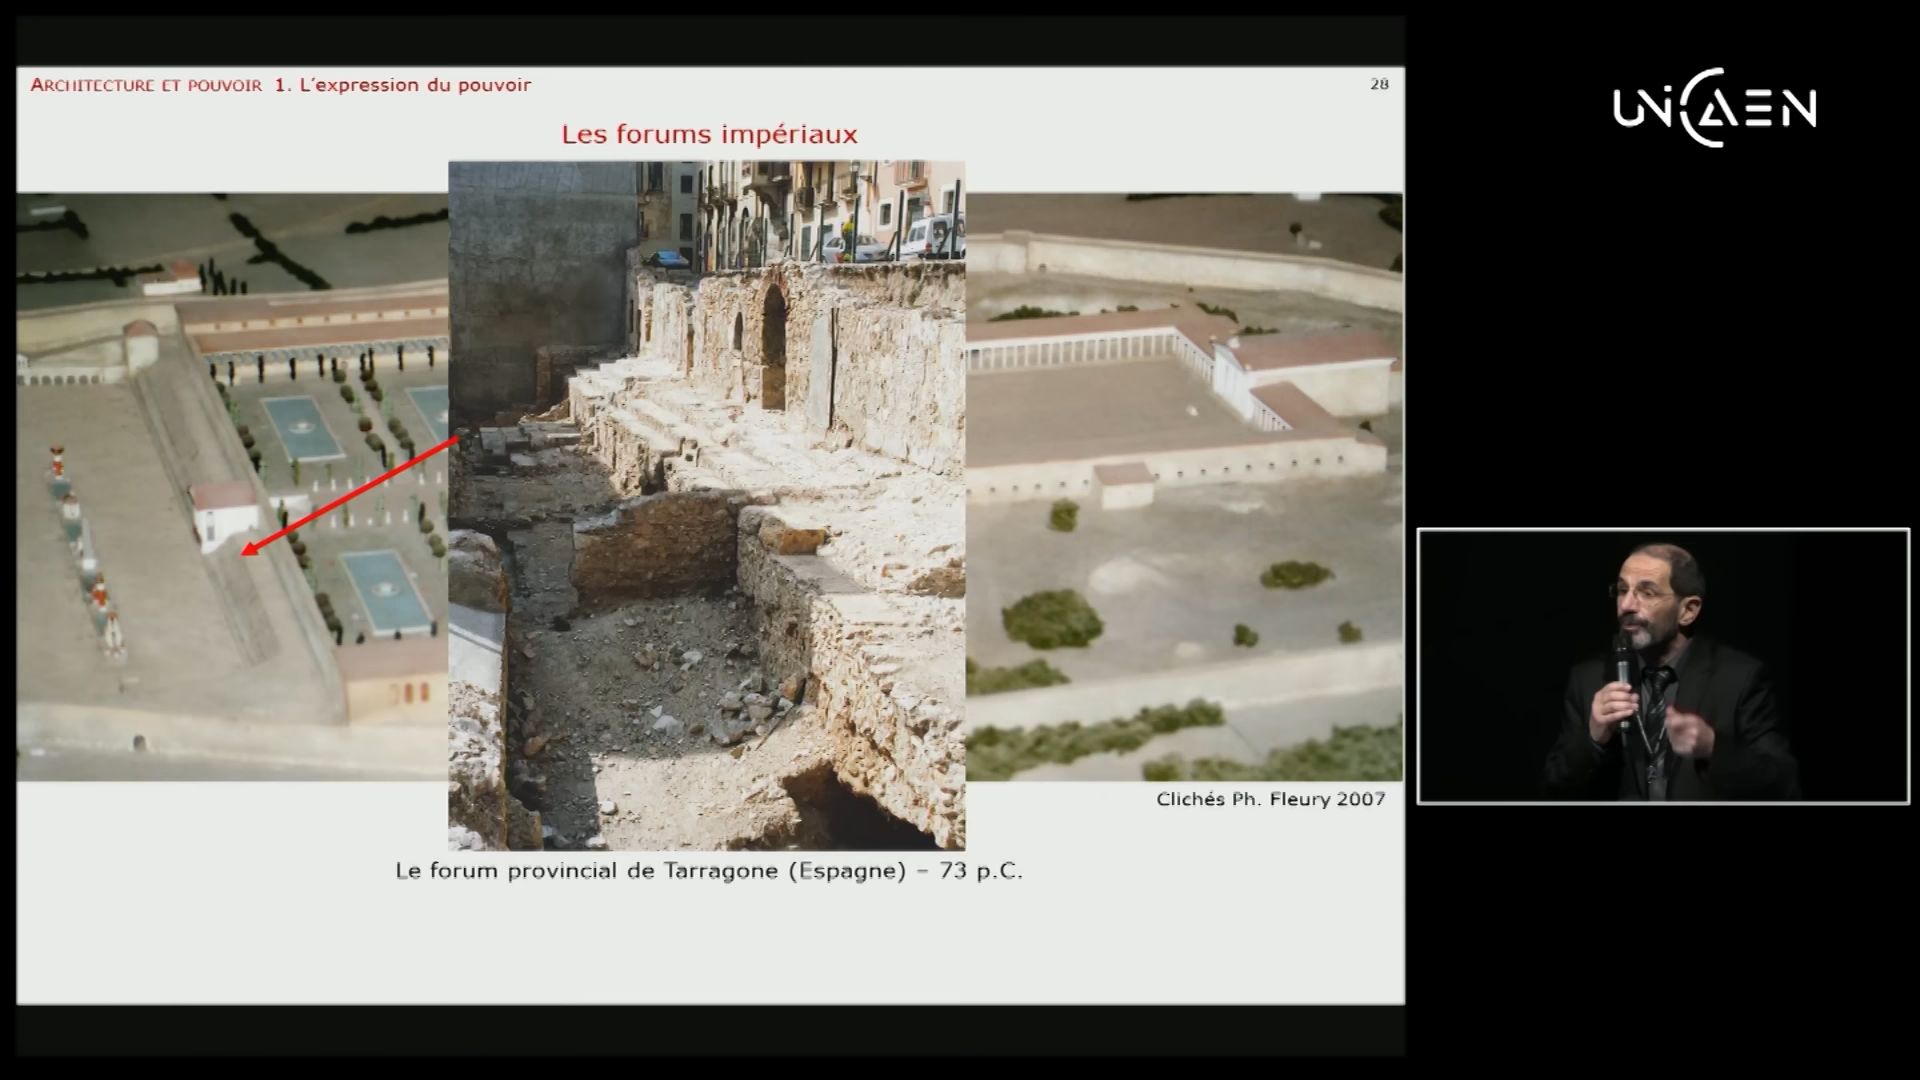 ARCHITECTURE ET POUVOIR 1. L'expression du pouvoir
28
UNICAEN
Les forums impériaux
Clichés Ph. Fleury 2007
Le forum provincial de Tarragone (Espagne) – 73 p.C.